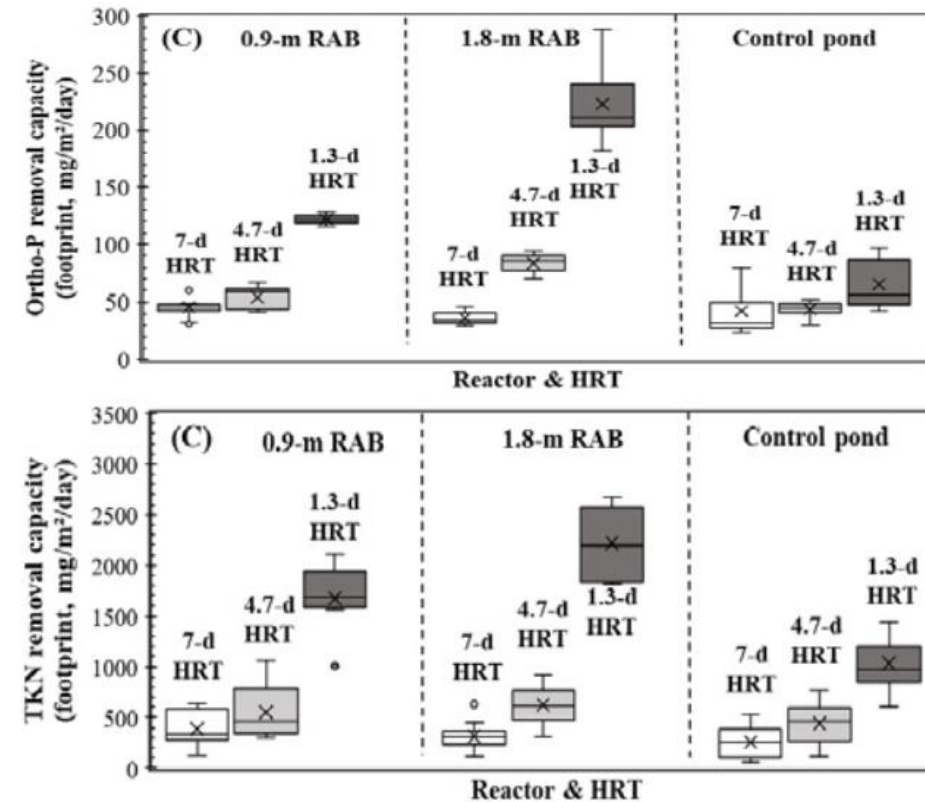 Ortho-P removal capacity
(footprint, mg/m²/day)
300
250
200
150
100
50
0
(C)
0.9-m RAB
1.8-m RAB
Control pond
7-d
HRT
4.7-d
HRT
1.3-d
HRT
7-d
HRT
4.7-d
HRT
1.3-d
HRT
7-d
HRT
4.7-d
HRT
1.3-d
HRT
Reactor & HRT
TKN removal capacity
(footprint, mg/m²/day)
3500
3000
2500
2000
1500
1000
500
0
(C)
0.9-m RAB
1.8-m RAB
Control pond
7-d
HRT
4.7-d
HRT
1.3-d
HRT
7-d
HRT
4.7-d
HRT
1.3-d
HRT
7-d
HRT
4.7-d
HRT
1.3-d
HRT
Reactor & HRT